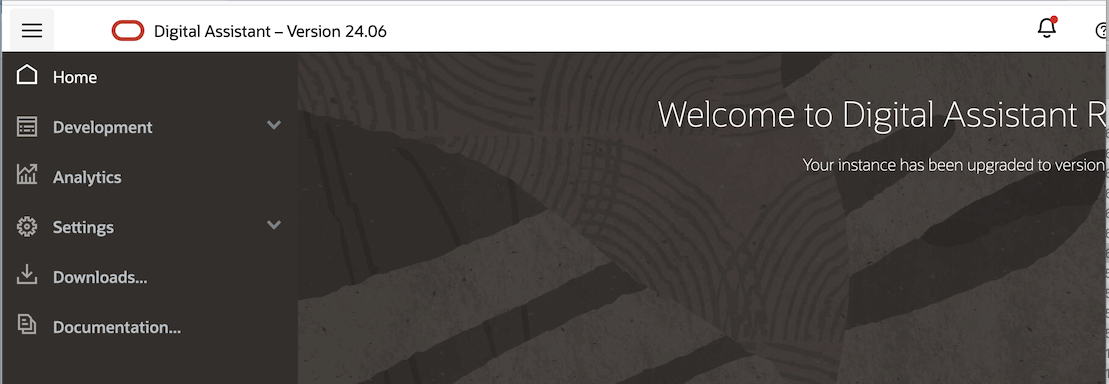 Digital Assistant – Version 24.06
Home
Development
Analytics
Settings
Downloads...
Documentation...
Welcome to Digital Assistant R
Your instance has been upgraded to version